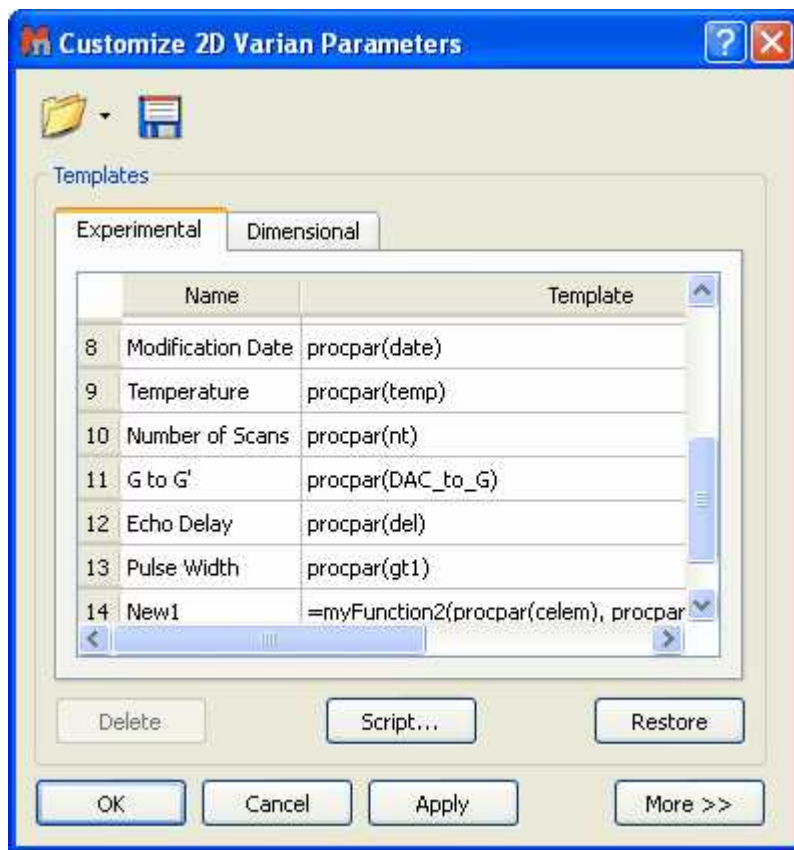 Customize 2D Varian Parameters
Templates
Experimental Dimensional
Name Template
8 Modification Date procpar(date)
9 Temperature procpar(temp)
10 Number of Scans procpar(nt)
11 G to G' procpar(DAC_to_G)
12 Echo Delay procpar(del)
13 Pulse Width procpar(gt1)
14 New1 =myFunction2(procpar(celem), procpar
Delete Script... Restore
OK Cancel Apply More >>